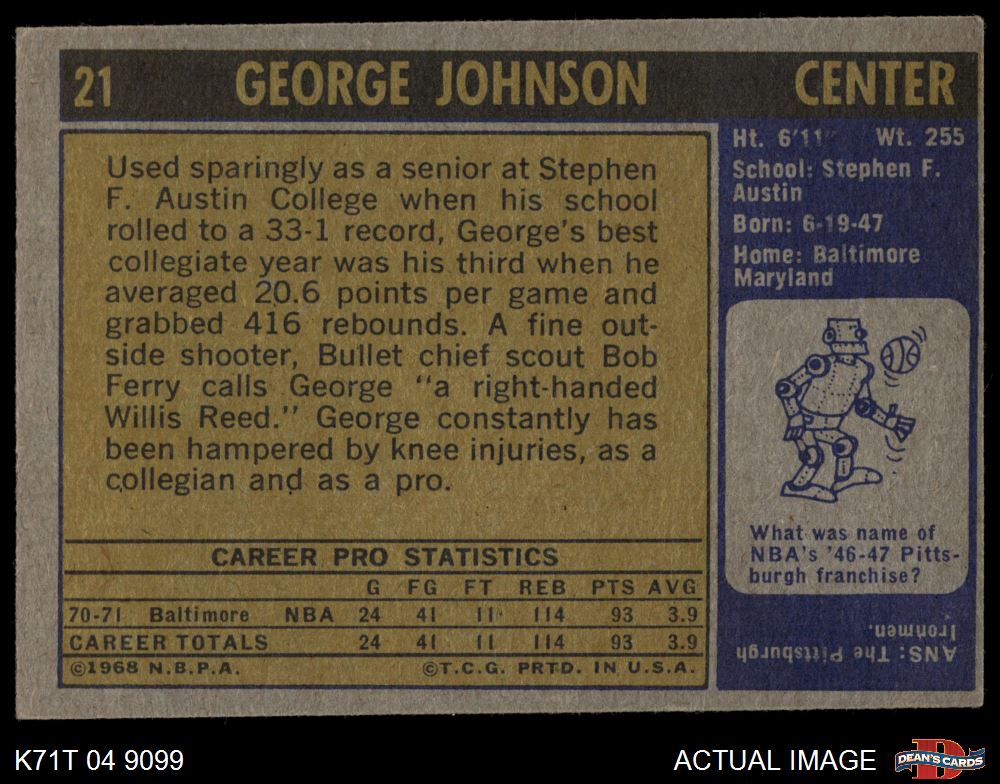 21 GEORGE JOHNSON CENTER
Used sparingly as a senior at Stephen
F. Austin College when his school
rolled to a 33-1 record, George's best
collegiate year was his third when he
averaged 20.6 points per game and
grabbed 416 rebounds. A fine out-
side shooter, Bullet chief scout Bob
Ferry calls George "a right-handed
Willis Reed." George constantly has
been hampered by knee injuries, as a
collegian and as a pro.
CAREER PRO STATISTICS
G FG FT REB PTS AVG
70-71 Baltimore NBA 24 41 11 114 93 3.9
CAREER TOTALS 24 41 11 114 93 3.9
©1968 N.B.P.A. ©T.C.G. PRTD. IN U.S.A.
Ht. 6'11" Wt. 255
School: Stephen F.
Austin
Born: 6-19-47
Home: Baltimore
Maryland
What was name of
NBA's '46-47 Pitts-
burgh franchise?
ANS: The Pittsburgh
Ironmen.
K71T 04 9099 ACTUAL IMAGE
D
DEAN'S CARDS